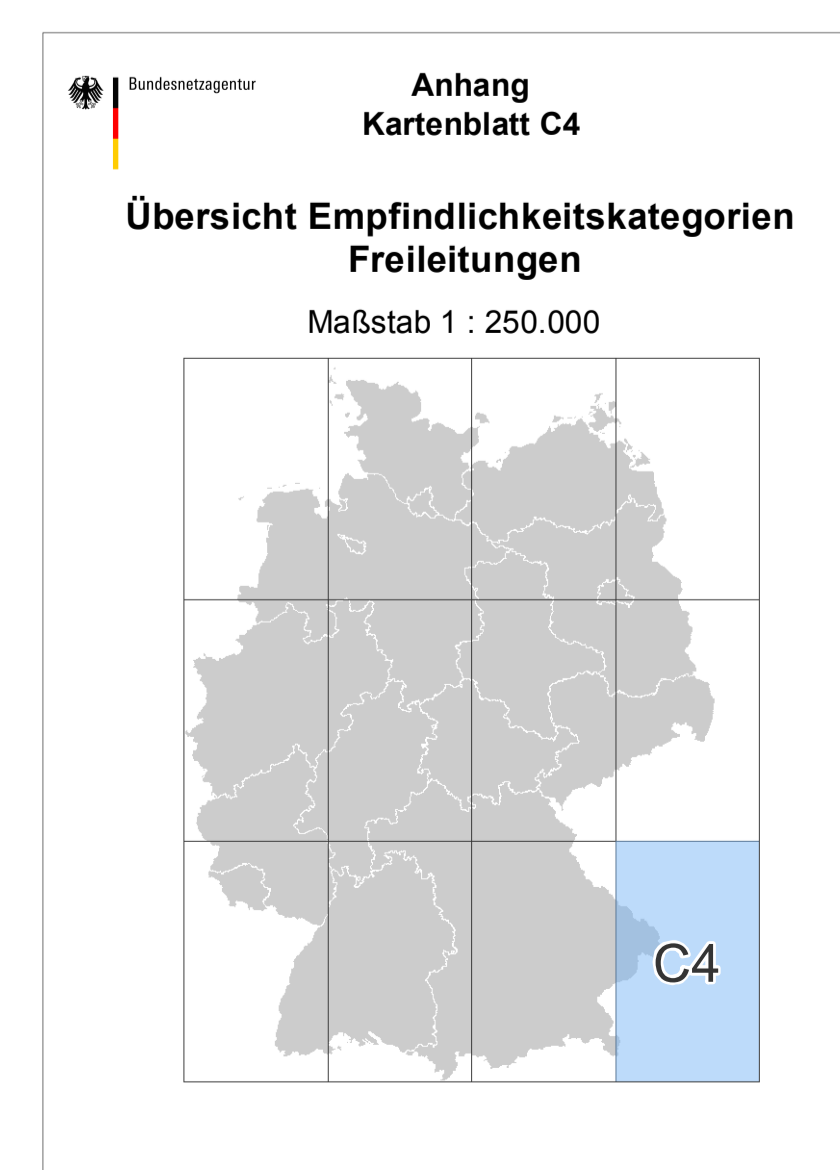 Bundesnetzagentur
Anhang
Kartenblatt C4
Übersicht Empfindlichkeitskategorien
Freileitungen
Maßstab 1 : 250.000
C4